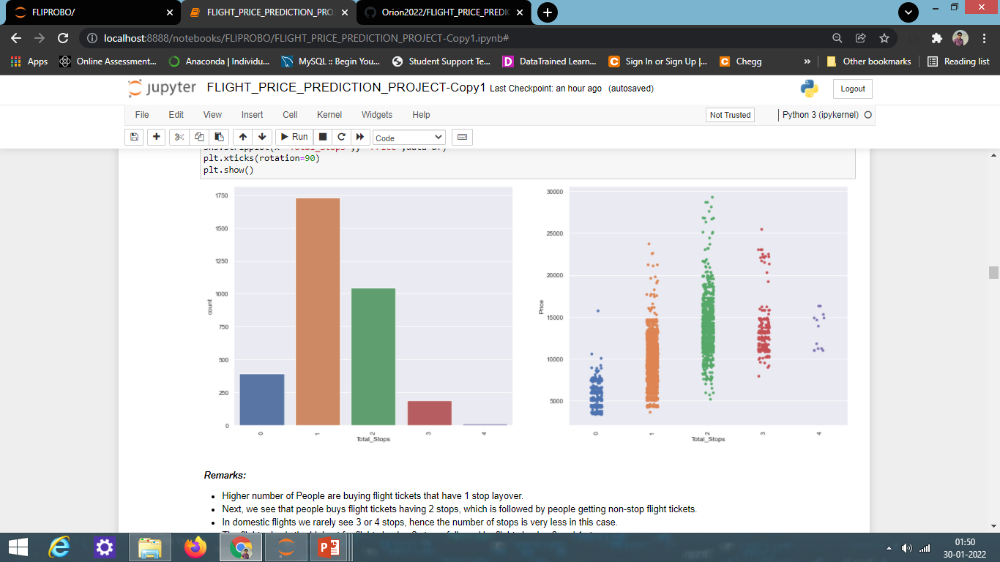 FLIPROBO/
FLIGHT_PRICE_PREDICTION_PRO
Orion2022/FLIGHT_PRICE_PREDI
localhost:8888/notebooks/FLIPROBO/FLIGHT_PRICE_PREDICTION_PROJECT-Copy1.ipynb#
Apps Online Assessment... Anaconda | Individu... MySQL :: Begin You... Student Support Te... DataTrained Learn... Sign In or Sign Up |... Chegg » Other bookmarks Reading list
jupyter FLIGHT_PRICE_PREDICTION_PROJECT-Copy1 Last Checkpoint: an hour ago (autosaved) Logout
File Edit View Insert Cell Kernel Widgets Help Not Trusted Python 3 (ipykernel)
Run Code
plt.xticks(rotation=90)
plt.show()
1750
1500
1250
1000
750
500
250
0
count
0 1 2 3 4
Total_Stops
30000
25000
20000
15000
10000
5000
Price
0 1 2 3 4
Total_Stops
Remarks:
• Higher number of People are buying flight tickets that have 1 stop layover.
• Next, we see that people buys flight tickets having 2 stops, which is followed by people getting non-stop flight tickets.
• In domestic flights we rarely see 3 or 4 stops, hence the number of stops is very less in this case.
01:50
30-01-2022